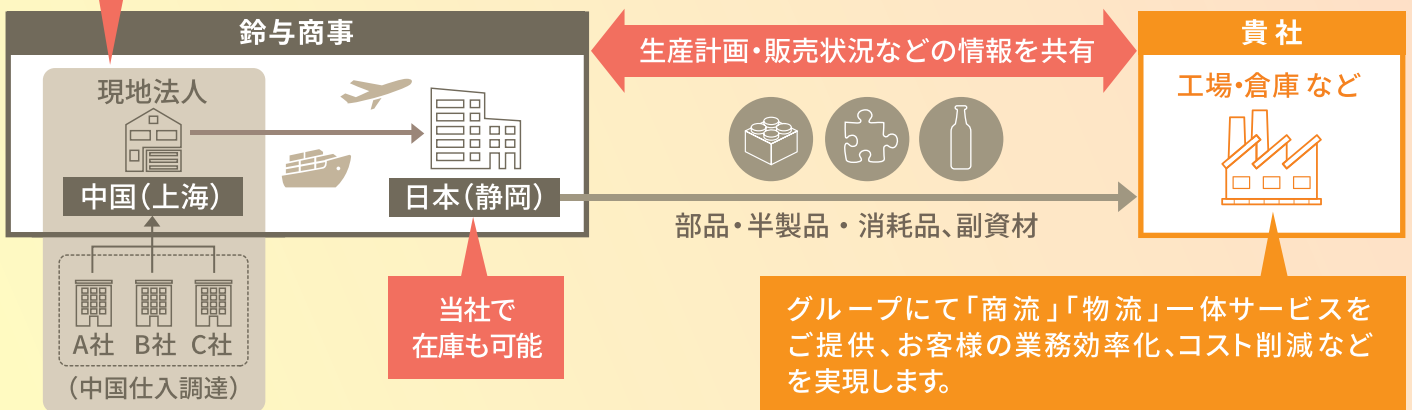 鈴与商事
生産計画・販売状況などの情報を共有
貴社
現地法人
工場・倉庫 など
中国(上海)
日本(静岡)
部品・半製品・消耗品、副資材
A社 B社 C社
(中国仕入調達)
当社で
在庫も可能
グループにて「商流」「物流」一体サービスを
ご提供、お客様の業務効率化、コスト削減など
を実現します。